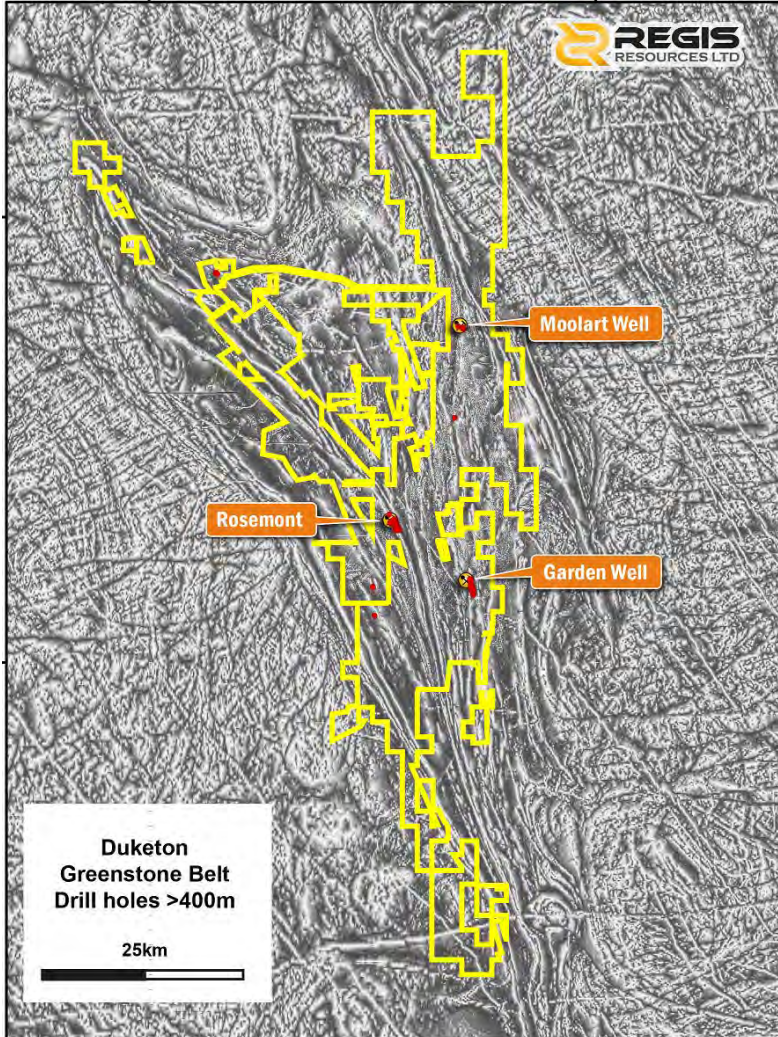 REGIS
RESOURCES LTD
Moolart Well
Rosemont
Garden Well
Duketon
Greenstone Belt
Drill holes >400m
25km